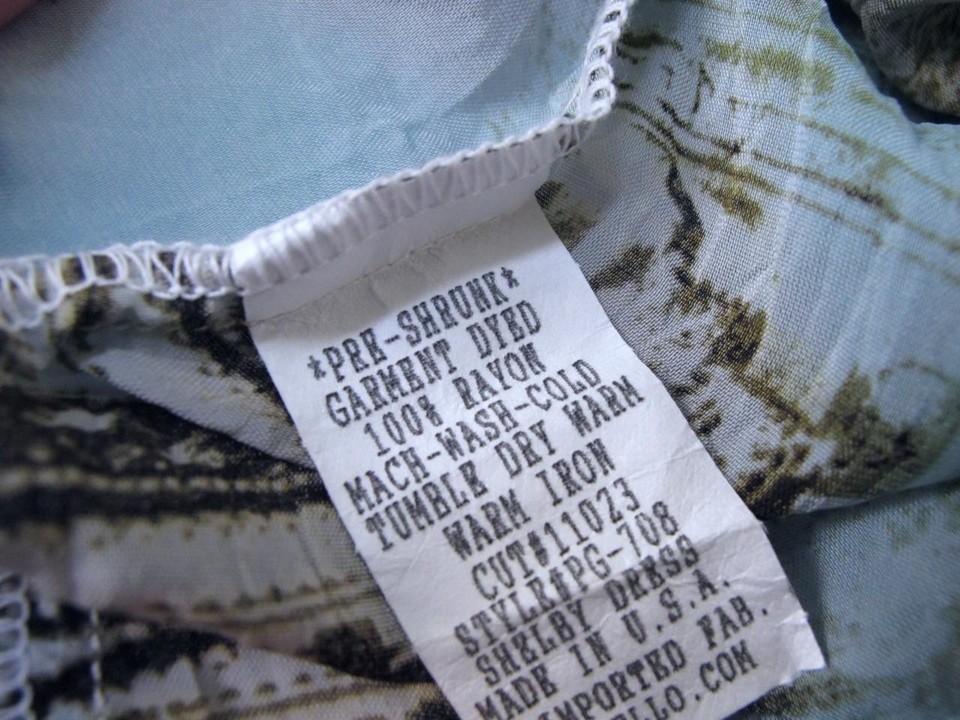 *PRE-SHRUNK*
GARMENT DYED
100% RAYON
MACH-WASH-COLD
TUMBLE DRY WARM
WARM IRON
CUT#11023
STYLE#PG-708
SHELBY DRESS
MADE IN U.S.A.
IMPORTED FAB.